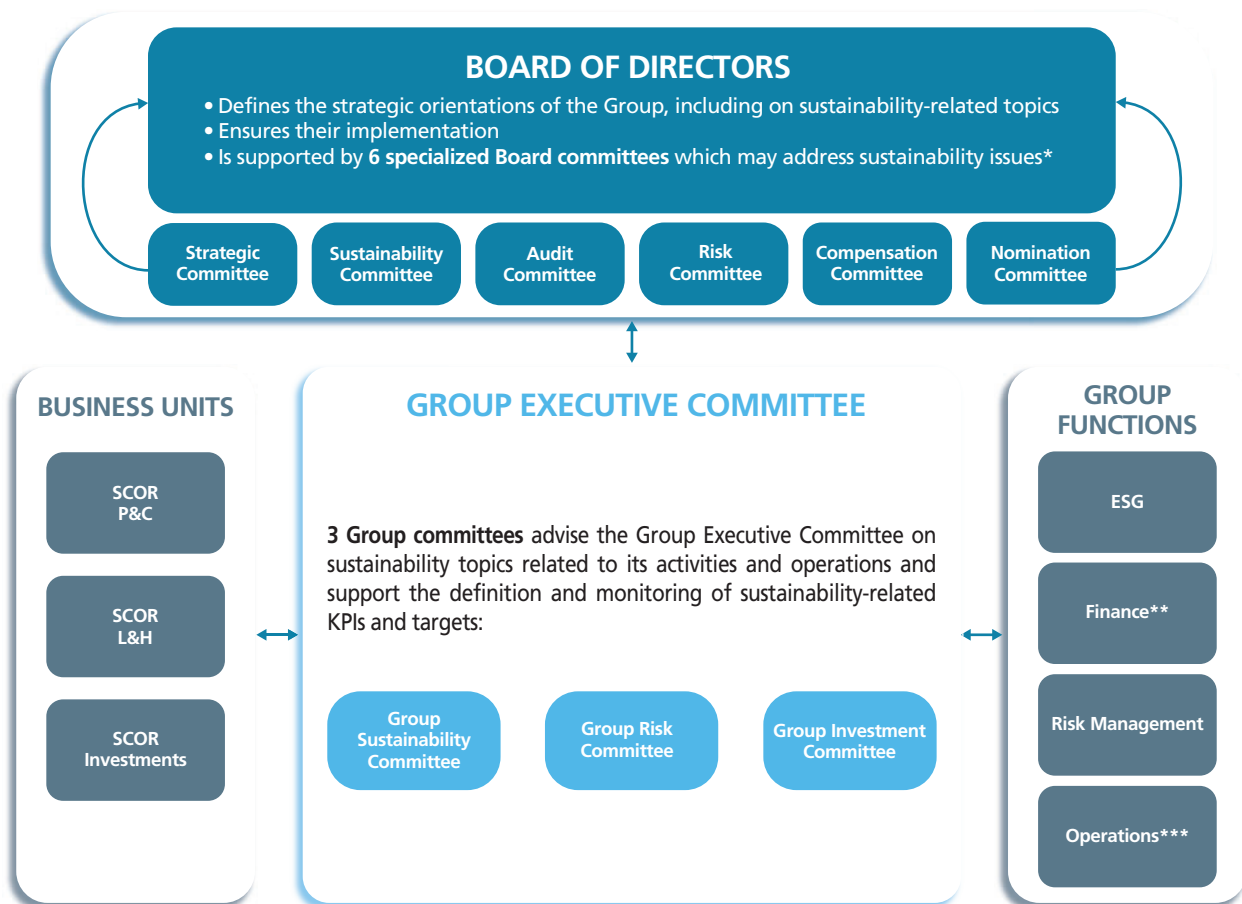 BOARD OF DIRECTORS
• Defines the strategic orientations of the Group, including on sustainability-related topics
• Ensures their implementation
• Is supported by 6 specialized Board committees which may address sustainability issues*
Strategic
Committee
Sustainability
Committee
Audit
Committee
Risk
Committee
Compensation
Committee
Nomination
Committee
BUSINESS UNITS
SCOR
P&C
SCOR
L&H
SCOR
Investments
GROUP EXECUTIVE COMMITTEE
3 Group committees advise the Group Executive Committee on
sustainability topics related to its activities and operations and
support the definition and monitoring of sustainability-related
KPIs and targets:
Group
Sustainability
Committee
Group Risk
Committee
Group Investment
Committee
GROUP
FUNCTIONS
ESG
Finance**
Risk Management
Operations***